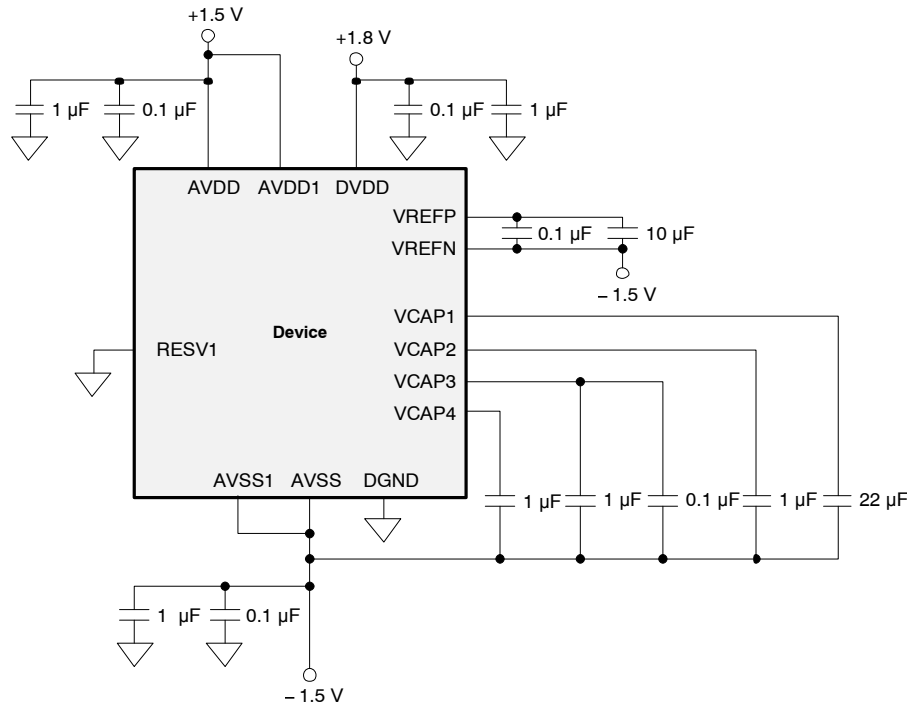 +1.5 V
+1.8 V
1 µF
0.1 µF
0.1 µF
1 µF
AVDD
AVDD1
DVDD
VREFP
VREFN
0.1 µF
10 µF
– 1.5 V
VCAP1
VCAP2
VCAP3
VCAP4
RESV1
Device
AVSS1
AVSS
DGND
1 µF
1 µF
0.1 µF
1 µF
22 µF
1 µF
0.1 µF
– 1.5 V